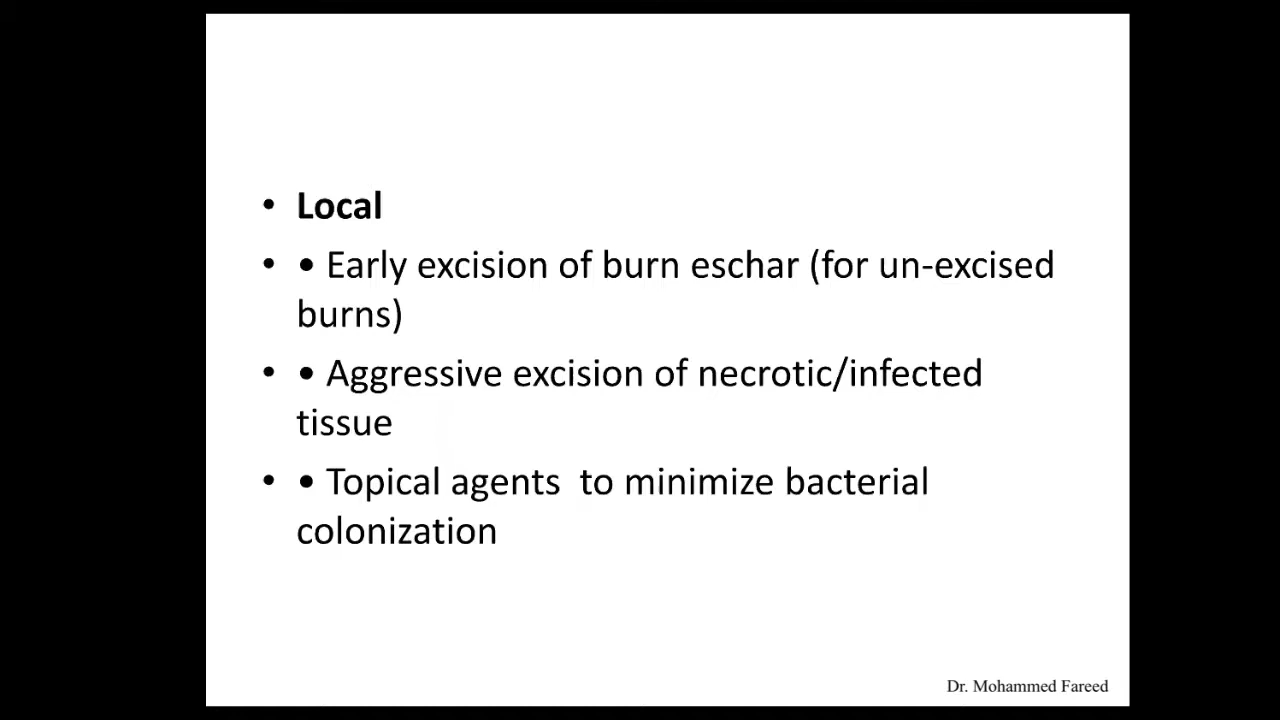 • Local
• • Early excision of burn eschar (for un-excised
burns)
• • Aggressive excision of necrotic/infected
tissue
• • Topical agents  to minimize bacterial
colonization
Dr. Mohammed Fareed